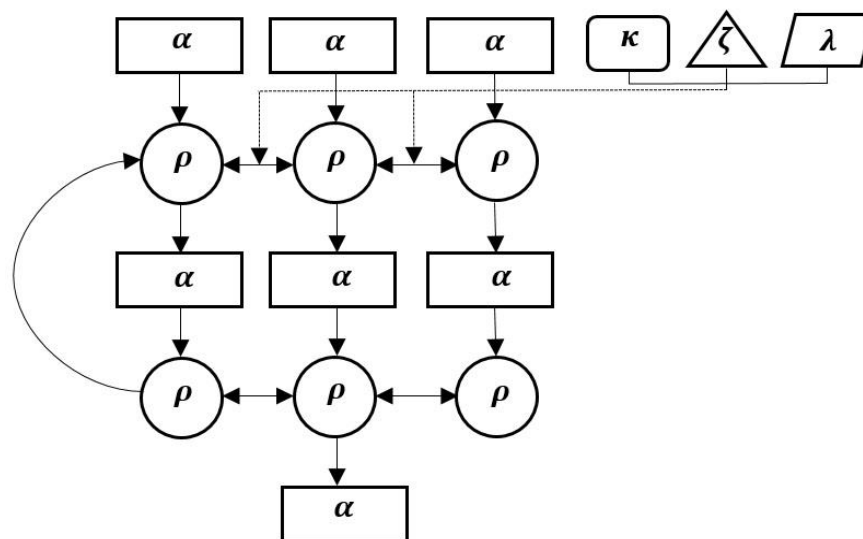 α α α κ ζ λ
ρ ρ ρ
α α α
ρ ρ ρ
α